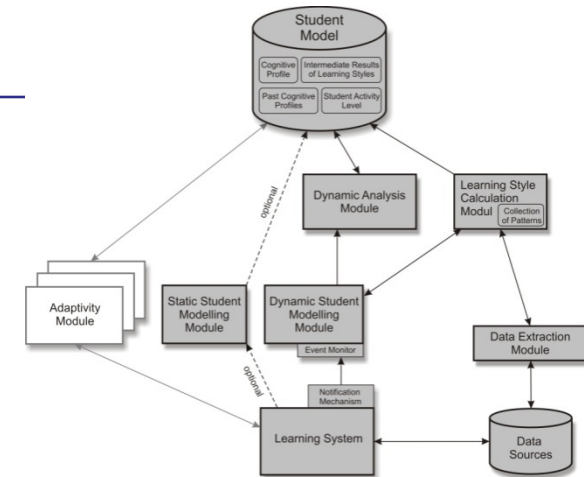 Student
Model
Cognitive
Profile
Intermediate Results
of Learning Styles
Past Cognitive
Profiles
Student Activity
Level
optional
Dynamic Analysis
Module
Learning Style
Calculation
Modul
Collection
of Patterns
Adaptivity
Module
Static Student
Modelling
Module
Dynamic Student
Modelling
Module
Event Monitor
Data Extraction
Module
optional
Notification
Mechanism
Learning System
Data
Sources